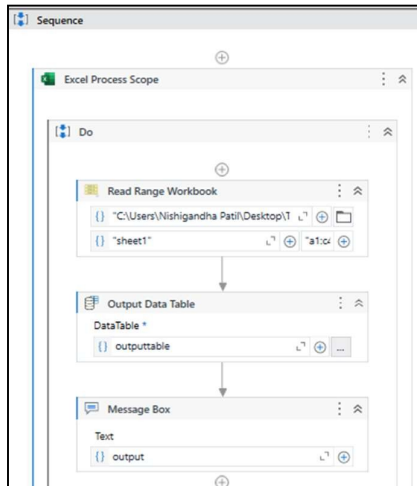 Sequence
Excel Process Scope
Do
Read Range Workbook
"C:\Users\Nishigandha Patil\Desktop\T
"sheet1" "a1:c4
Output Data Table
DataTable *
outputtable ...
Message Box
Text
output